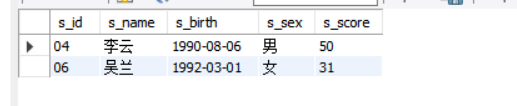 s_id s_name s_birth s_sex s_score
04 李云 1990-08-06 男 50
06 吴兰 1992-03-01 女 31